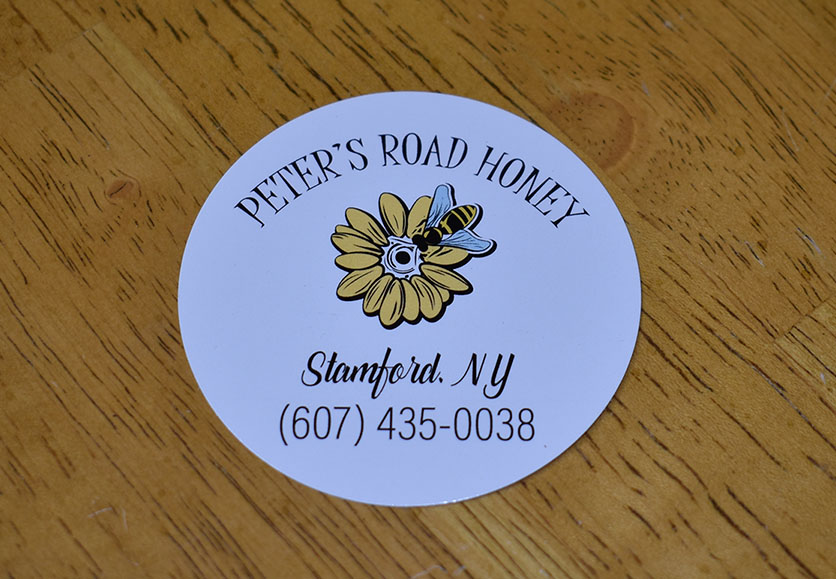 PETER'S ROAD HONEY
Stamford, NY
(607) 435-0038